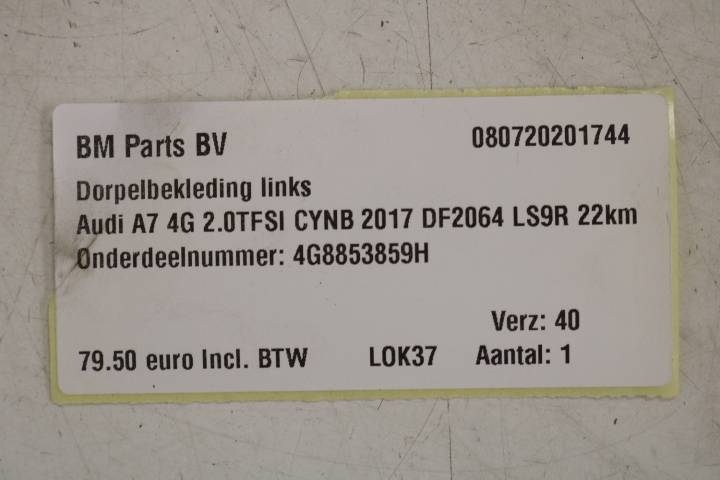 BM Parts BV 080720201744
Dorpelbekleding links
Audi A7 4G 2.0TFSI CYNB 2017 DF2064 LS9R 22km
Onderdeelnummer: 4G8853859H
Verz: 40
79.50 euro Incl. BTW LOK37 Aantal: 1